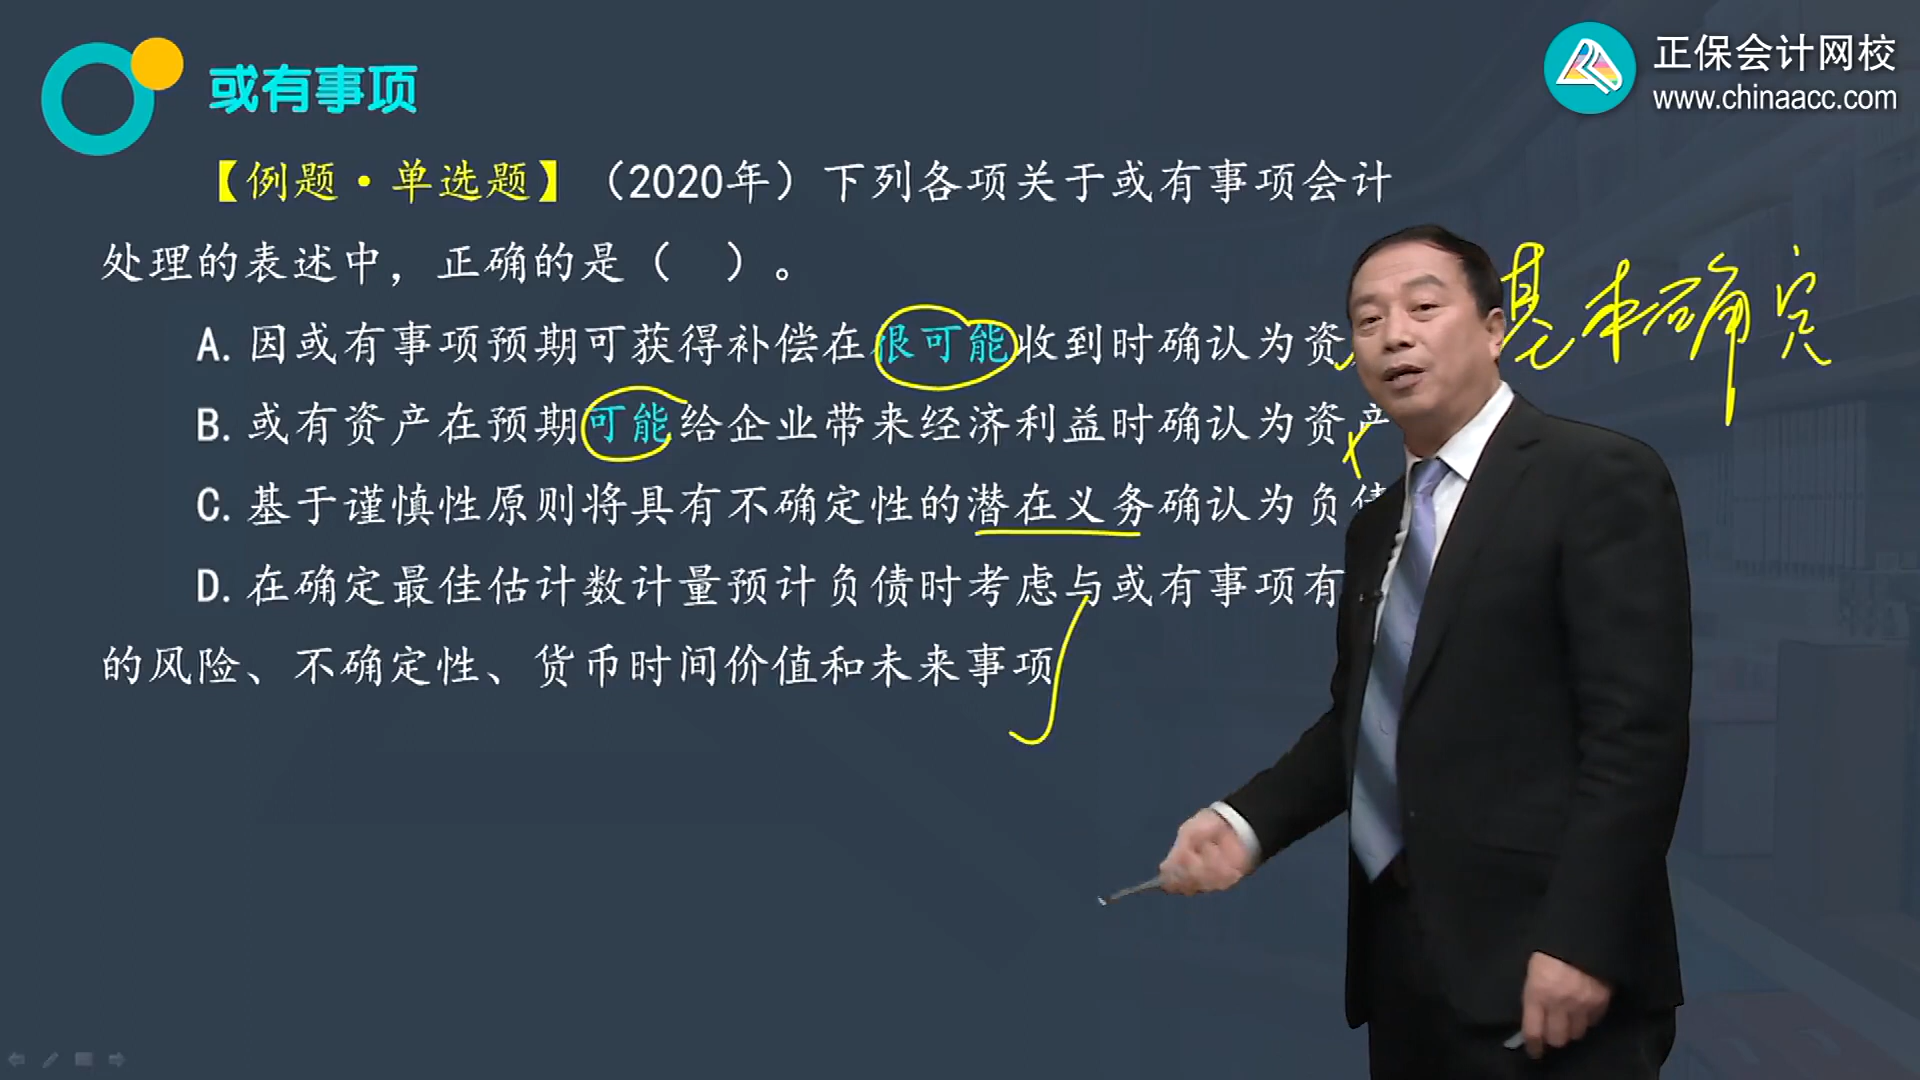 正保会计网校
www.chinaacc.com
或有事项
【例题·单选题】（2020年）下列各项关于或有事项会计
处理的表述中，正确的是（ ）。
A. 因或有事项预期可获得补偿在很可能收到时确认为资
基本确定
B. 或有资产在预期可能给企业带来经济利益时确认为资产
C. 基于谨慎性原则将具有不确定性的潜在义务确认为负债
D. 在确定最佳估计数计量预计负债时考虑与或有事项有
的风险、不确定性、货币时间价值和未来事项